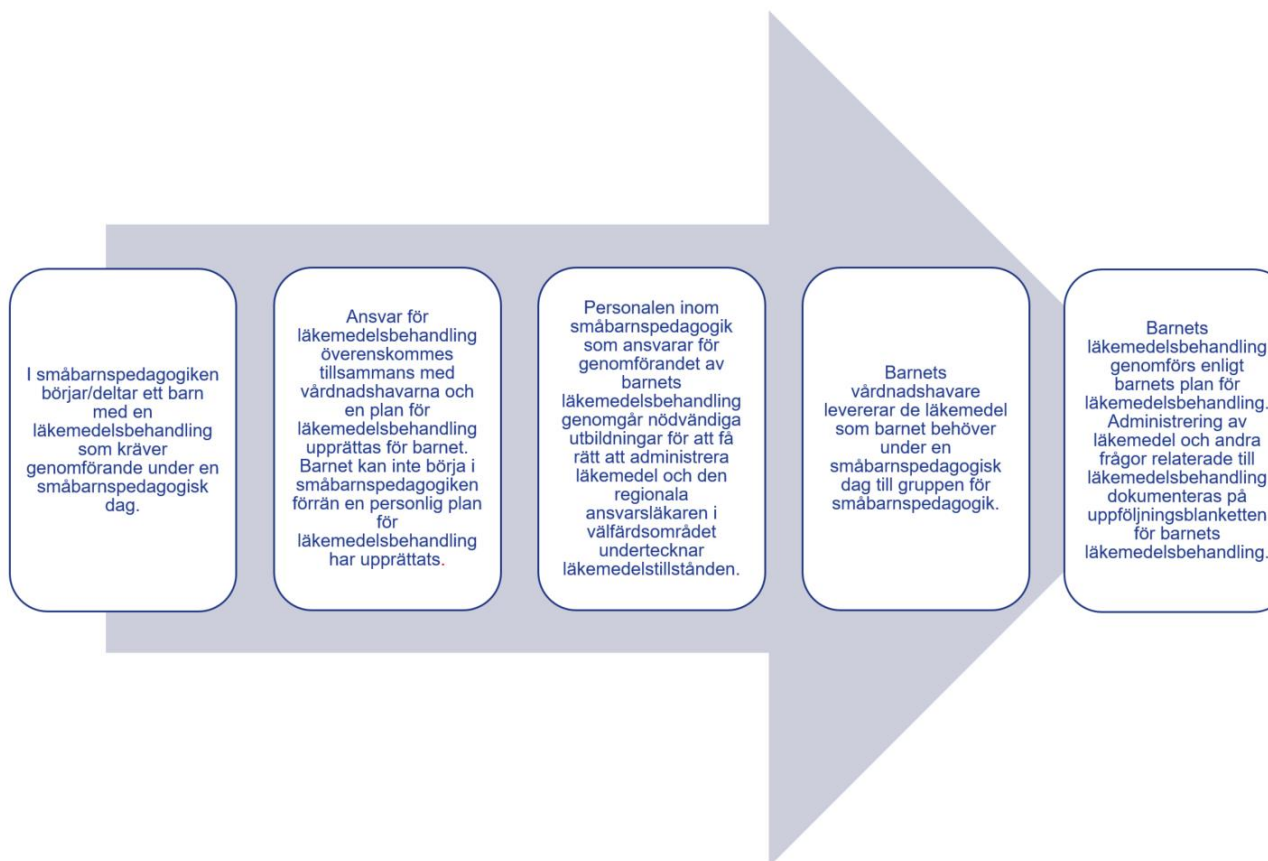 I småbarnspedagogiken
börjar/deltar ett barn
med en
läkemedelsbehandling
som kräver
genomförande under en
småbarnspedagogisk
dag.
Ansvar för
läkemedelsbehandling
överenskommes
tillsammans med
vårdnadshavarna och
en plan för
läkemedelsbehandling
upprättas för barnet.
Barnet kan inte börja i
småbarnspedagogiken
förrän en personlig plan
för
läkemedelsbehandling
har upprättats.
Personalen inom
småbarnspedagogik
som ansvarar för
genomförandet av
barnets
läkemedelsbehandling
genomgår nödvändiga
utbildningar för att få
rätt att administrera
läkemedel och den
regionala
ansvarsläkaren i
välfärdsområdet
undertecknar
läkemedelstillstånden.
Barnets
vårdnadshavare
levererar de läkemedel
som barnet behöver
under en
småbarnspedagogisk
dag till gruppen för
småbarnspedagogik.
Barnets
läkemedelsbehandling
genomförs enligt
barnets plan för
läkemedelsbehandling.
Administrering av
läkemedel och andra
frågor relaterade till
läkemedelsbehandling
dokumenteras på
uppföljningsblanketten
för barnets
läkemedelsbehandling.